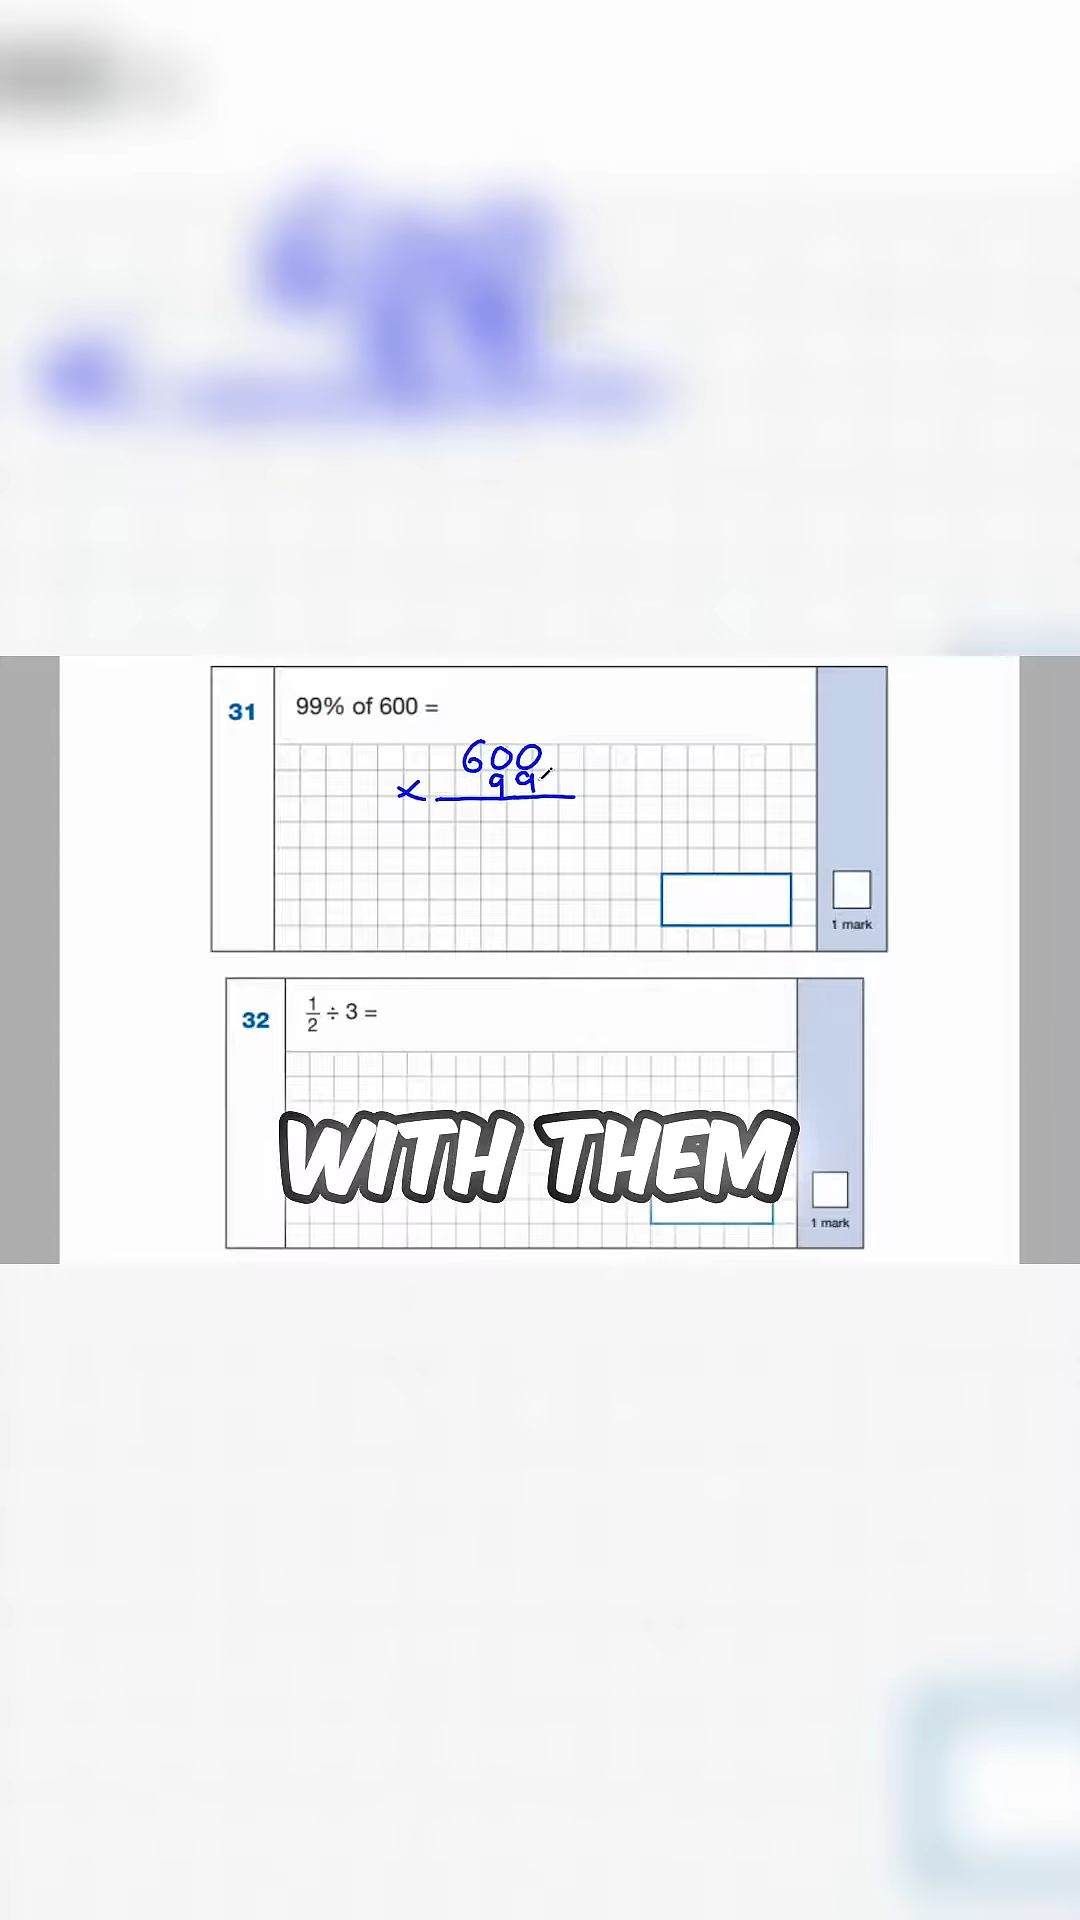 31
99% of 600 =
600
× 99
1 mark
32
1/2 ÷ 3 =
WITH THEM
1 mark